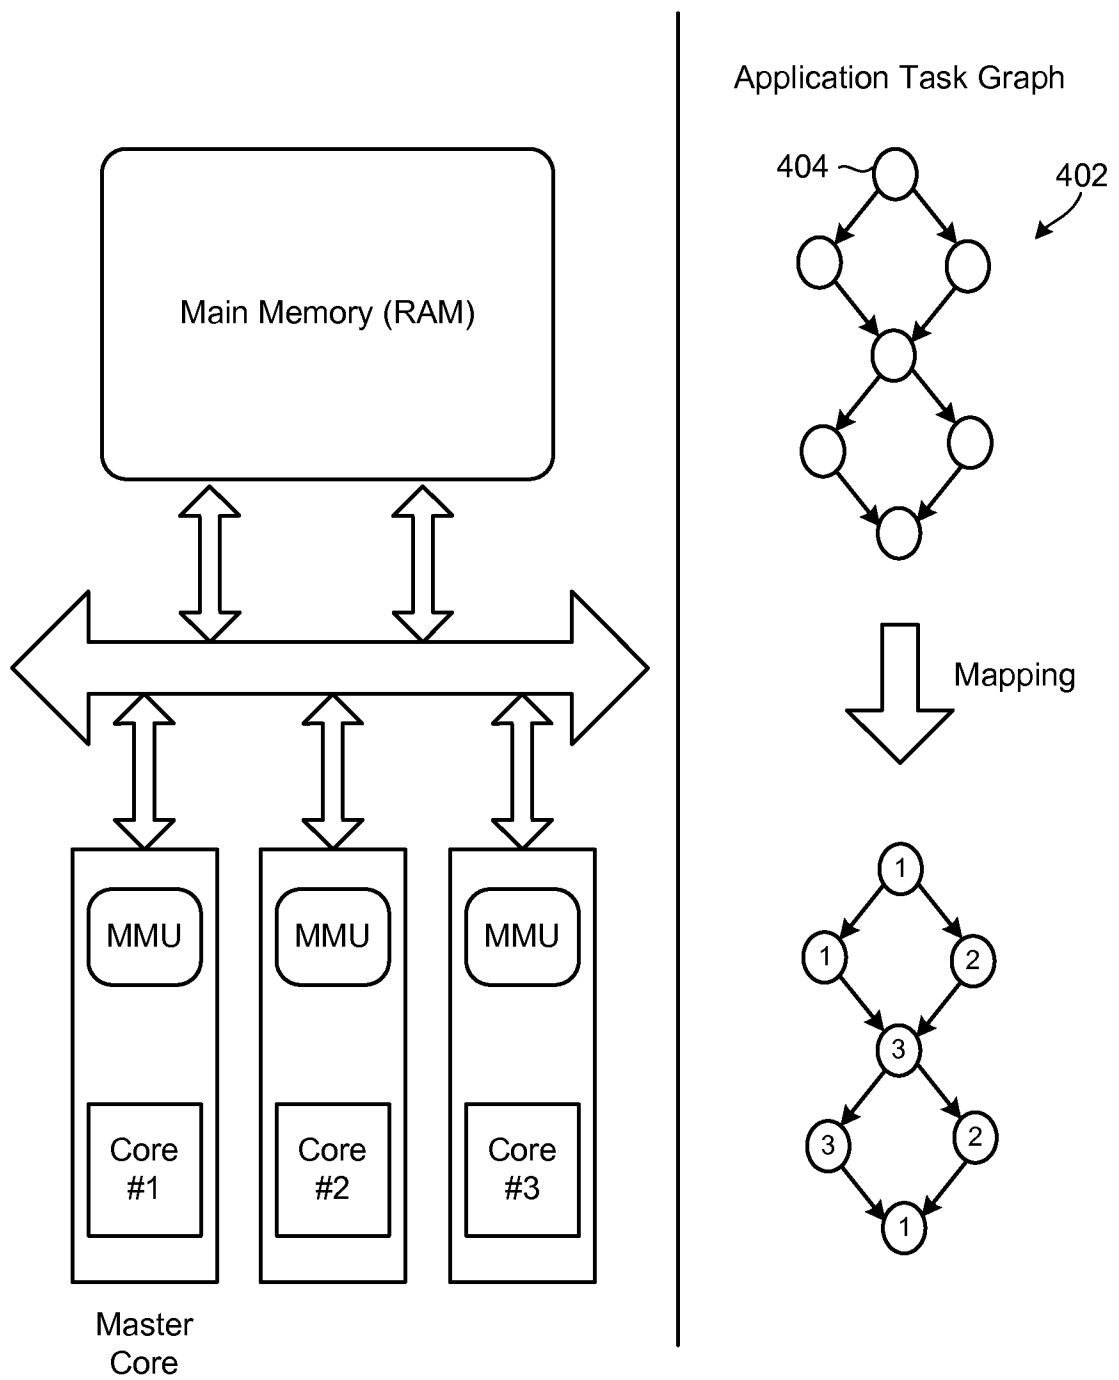 Main Memory (RAM)
MMU
MMU
MMU
Core
#1
Core
#2
Core
#3
Master
Core
Application Task Graph
404
402
Mapping
1
1
2
3
3
2
1